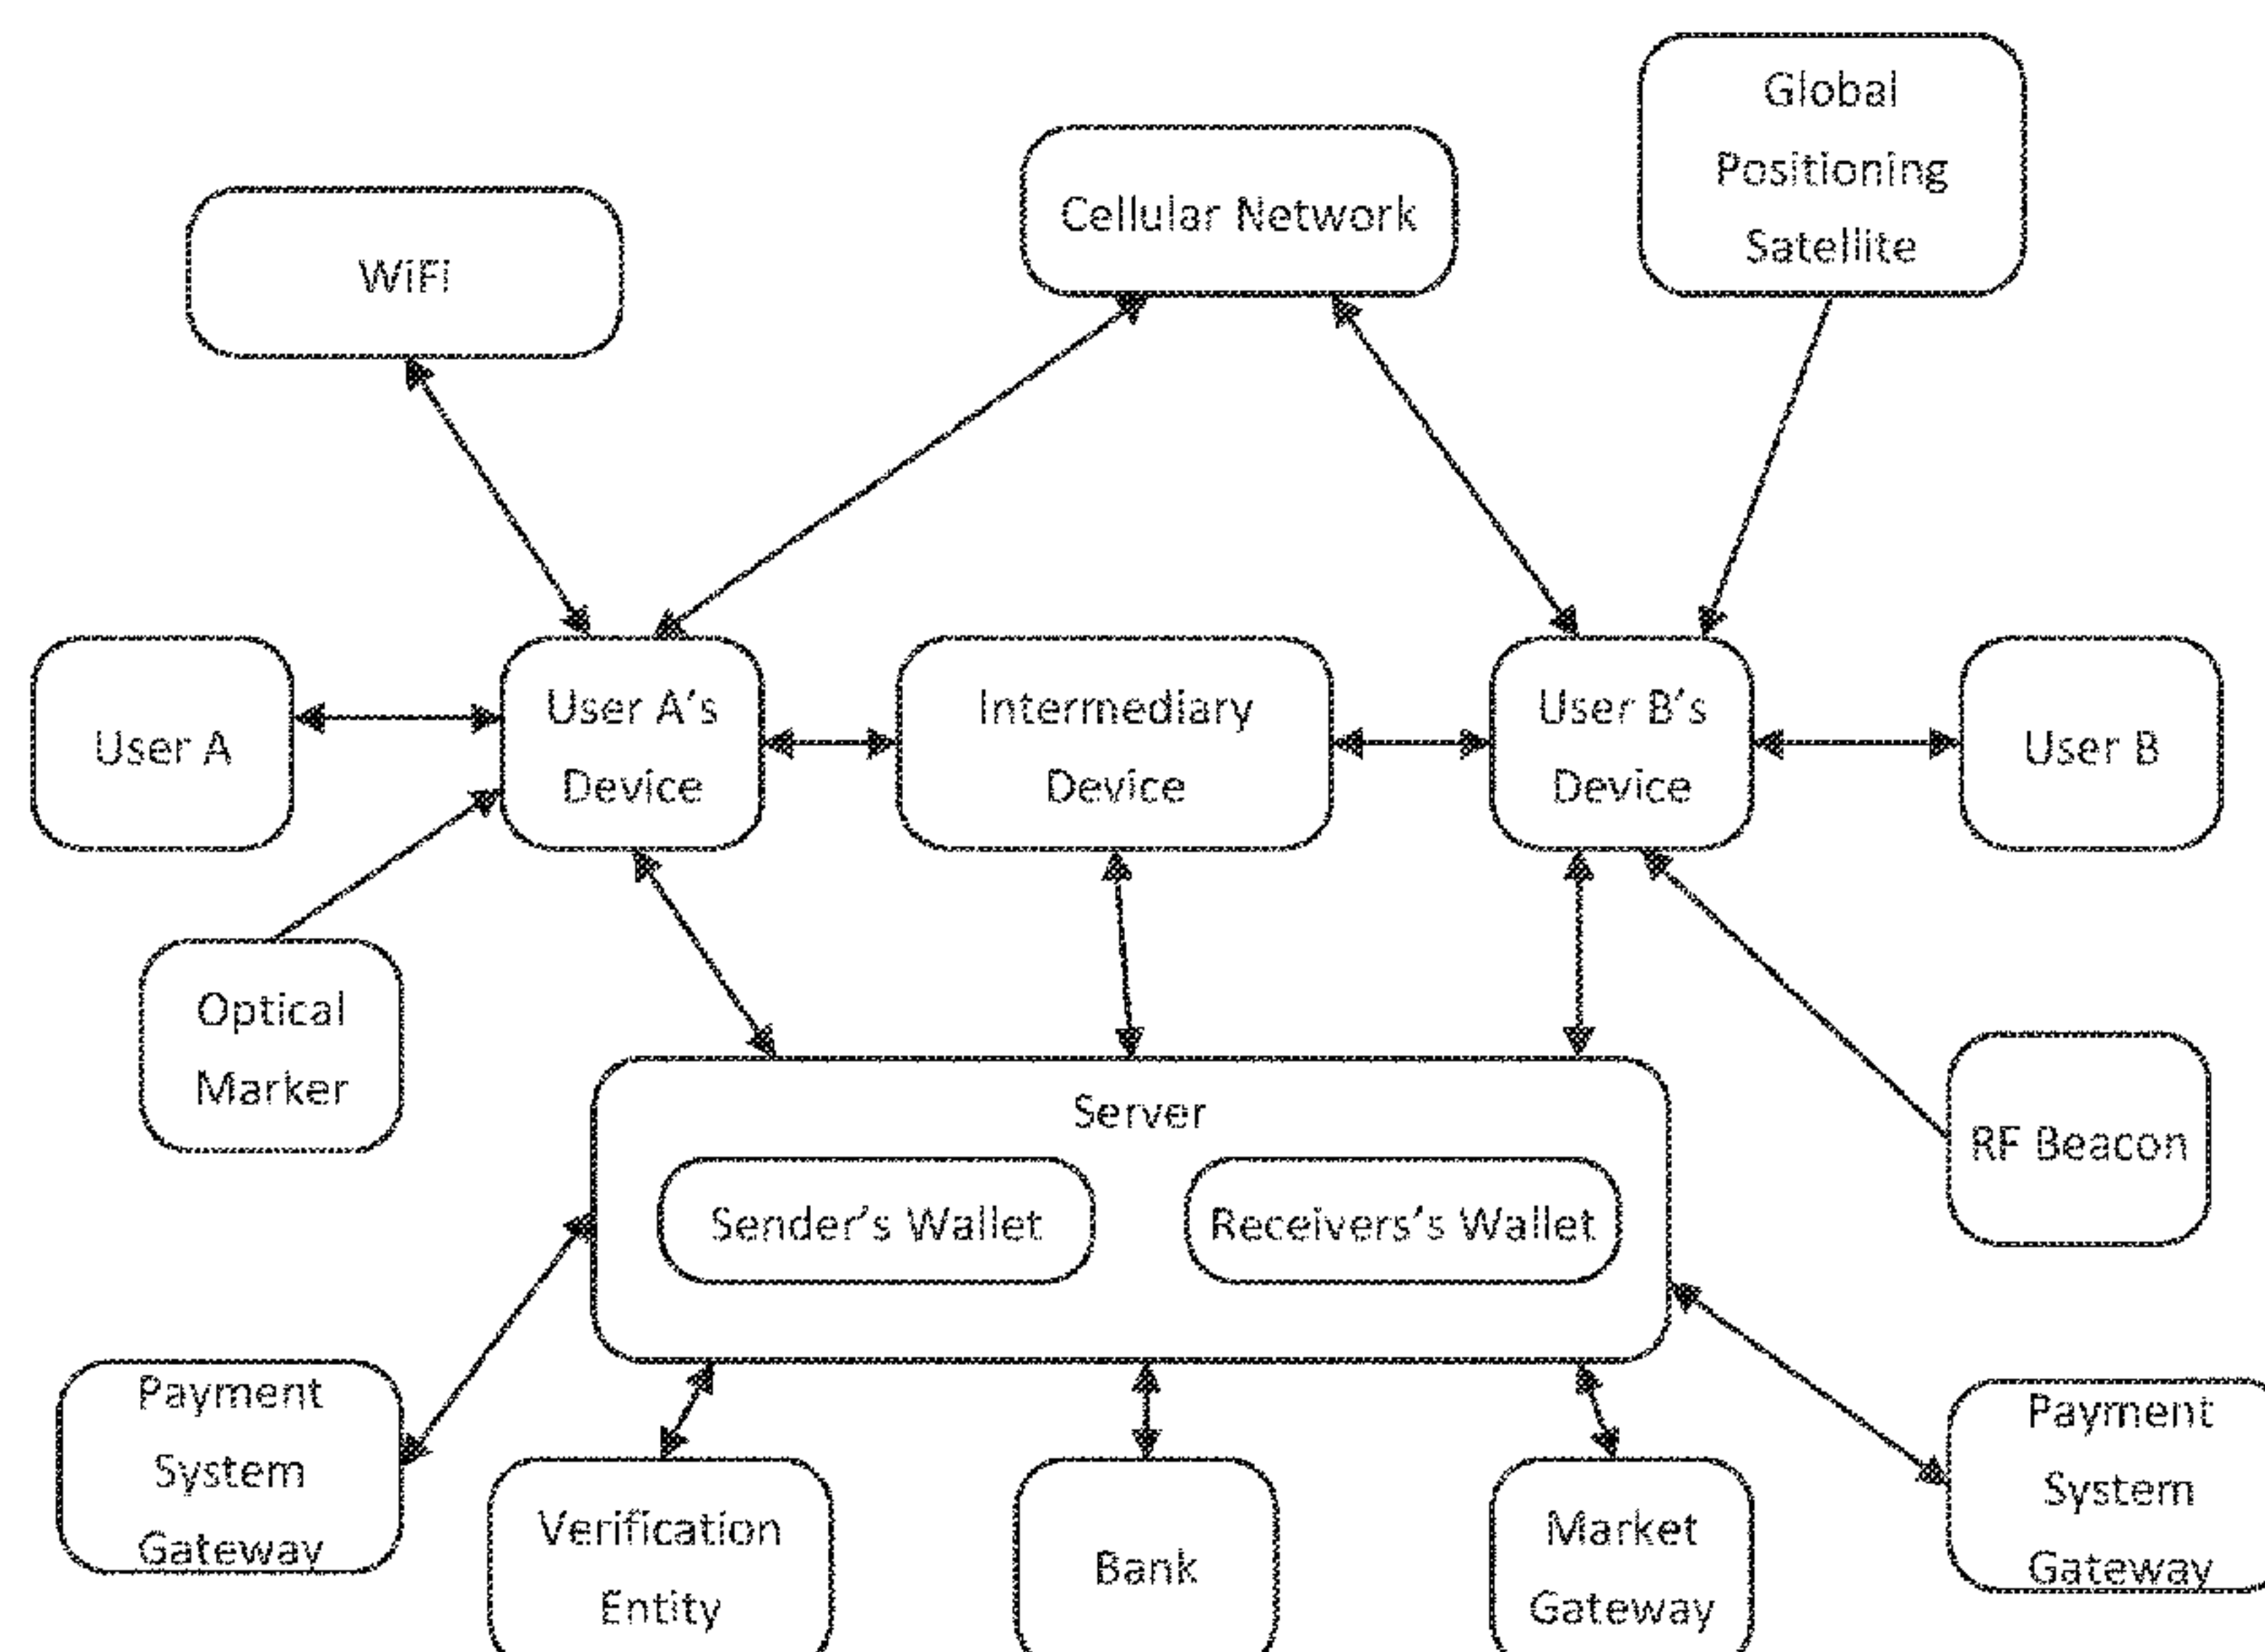 Global
Positioning
Satellite
Cellular Network
WiFi
User A
User A's
Device
Intermediary
Device
User B's
Device
User B
Optical
Marker
Server
RF Beacon
Sender's Wallet
Receivers's Wallet
Payment
System
Gateway
Verification
Entity
Bank
Market
Gateway
Payment
System
Gateway